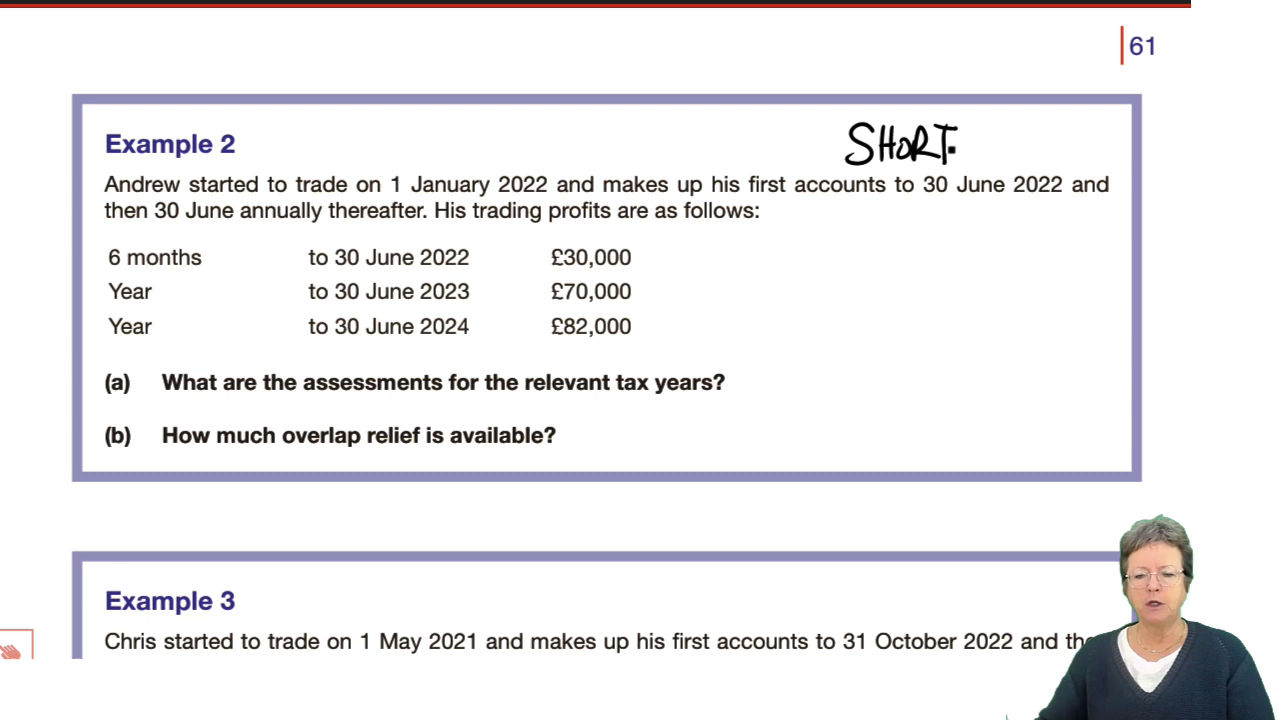 61
Example 2
SHORT.
Andrew started to trade on 1 January 2022 and makes up his first accounts to 30 June 2022 and
then 30 June annually thereafter. His trading profits are as follows:
6 months to 30 June 2022 £30,000
Year to 30 June 2023 £70,000
Year to 30 June 2024 £82,000
(a) What are the assessments for the relevant tax years?
(b) How much overlap relief is available?
Example 3
Chris started to trade on 1 May 2021 and makes up his first accounts to 31 October 2022 and